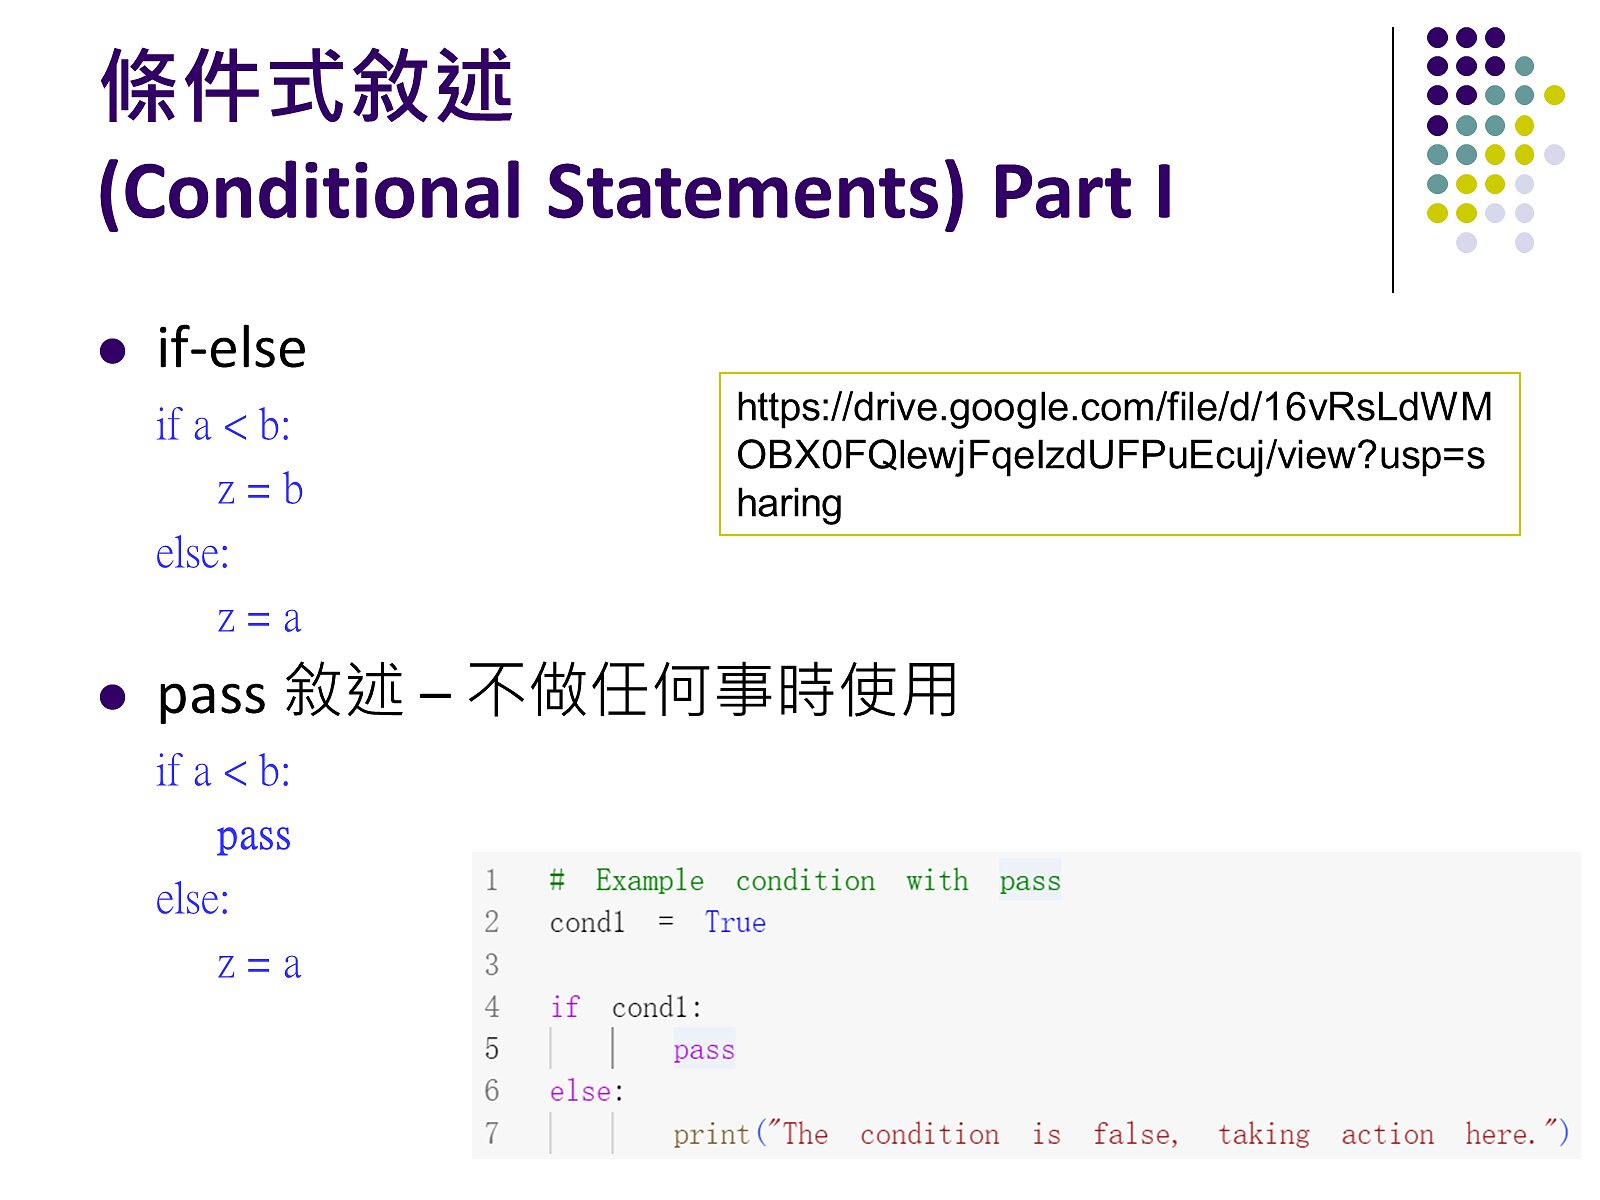 條件式敘述
(Conditional Statements) Part I
if-else
if a < b:
z = b
else:
z = a
https://drive.google.com/file/d/16vRsLdWM
OBX0FQlewjFqeIzdUFPuEcuj/view?usp=s
haring
pass 敘述 – 不做任何事時使用
if a < b:
pass
else:
z = a
1 # Example condition with pass
2 cond1 = True
3
4 if cond1:
5 pass
6 else:
7 print("The condition is false, taking action here.")